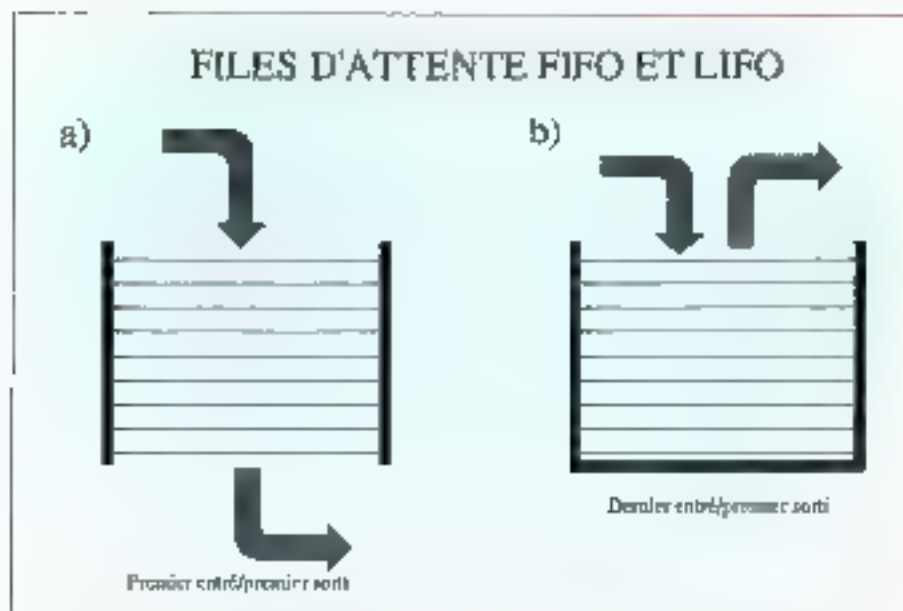 FILES D'ATTENTE FIFO ET LIFO
a)
b)
Dernier entré/premier sorti
Premier entré/premier sorti